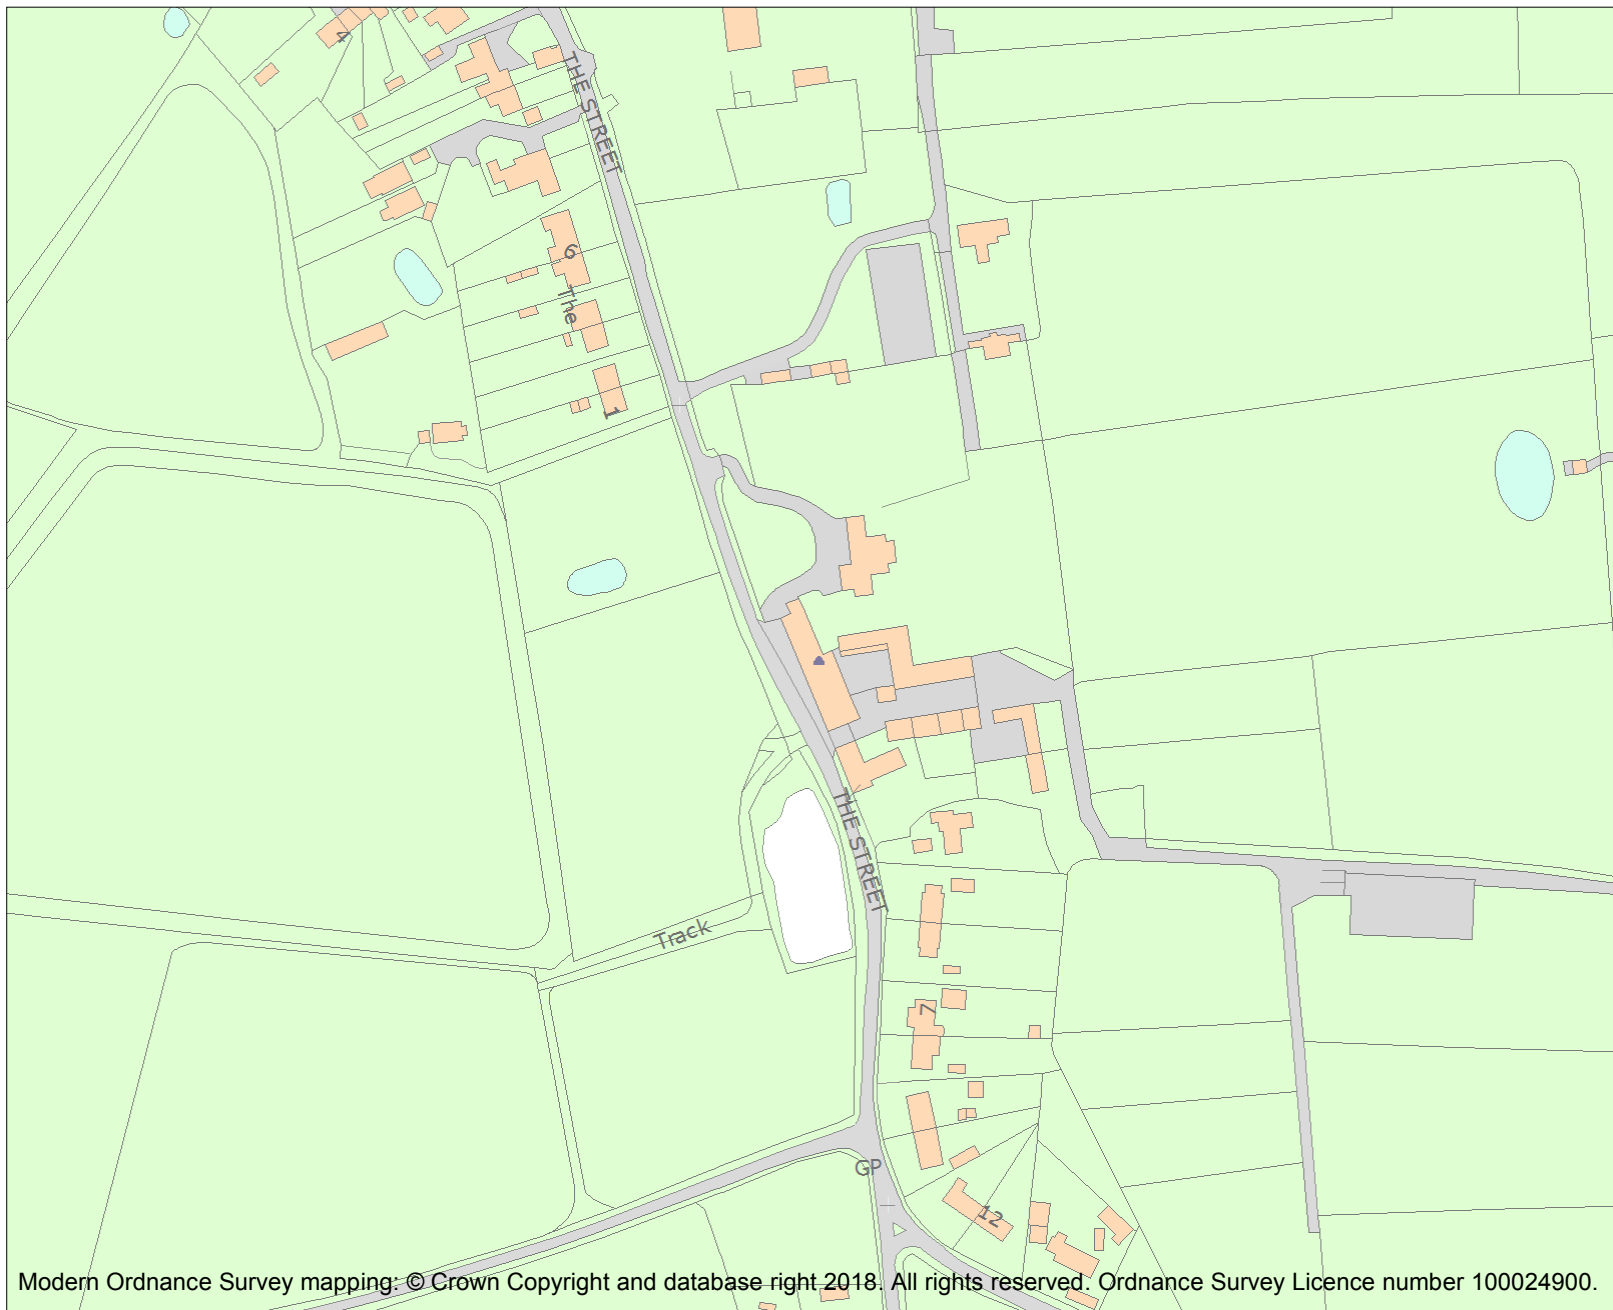 4
THE STREET
6
The
1
THE STREET
Track
7
GP
12
Modern Ordnance Survey mapping: © Crown Copyright and database right 2018. All rights reserved. Ordnance Survey Licence number 100024900.